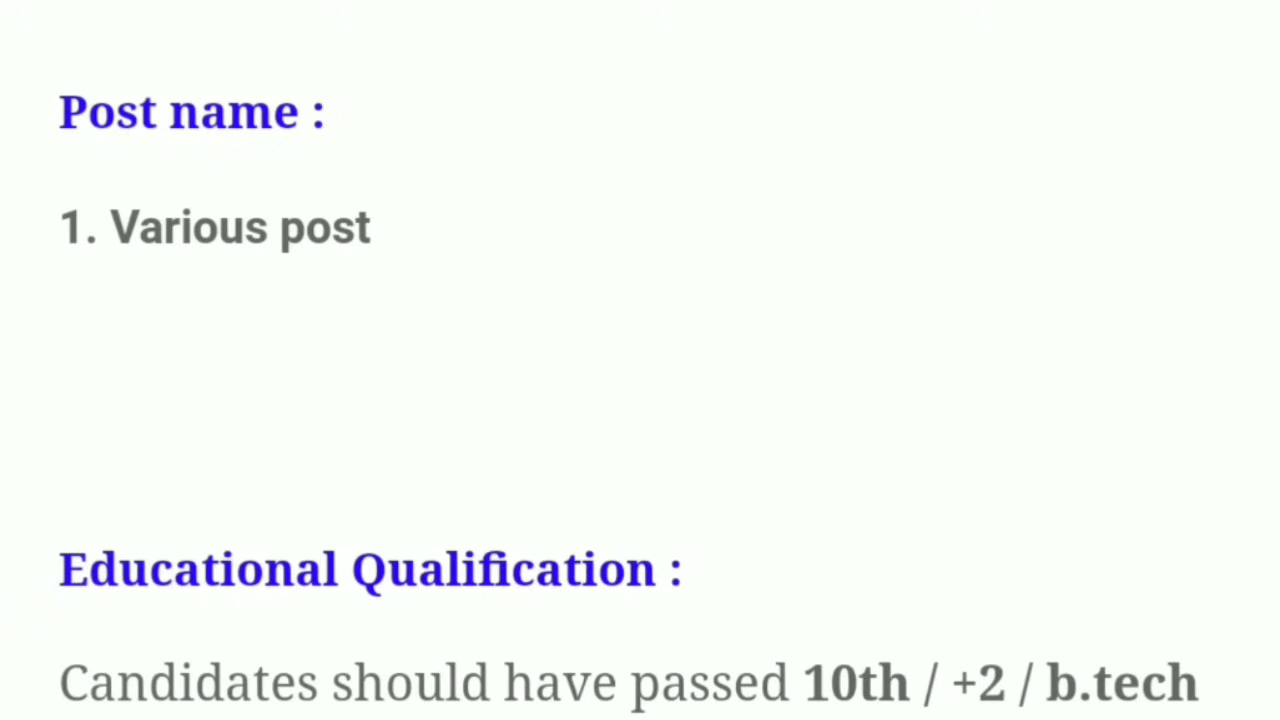 Post name :
1. Various post
Educational Qualification :
Candidates should have passed 10th / +2 / b.tech